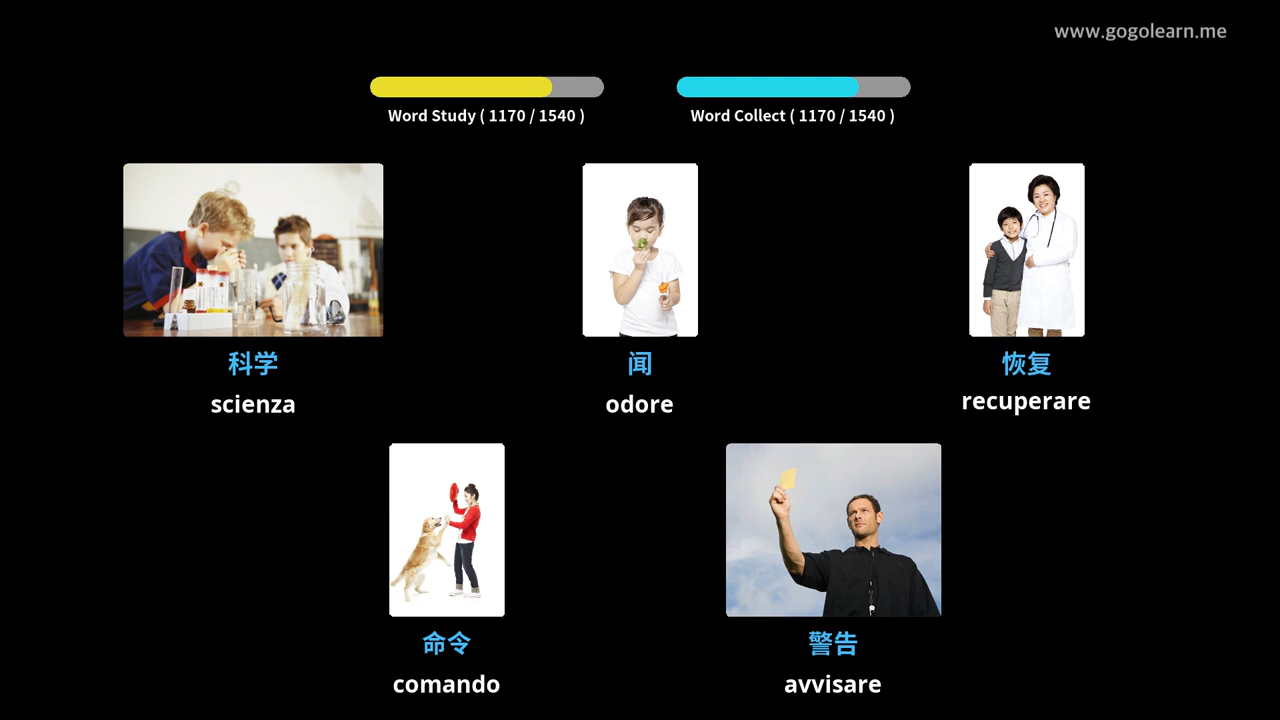 www.gogolearn.me
Word Study ( 1170 / 1540 )
Word Collect ( 1170 / 1540 )
科学
闻
恢复
scienza
odore
recuperare
命令
警告
comando
avvisare